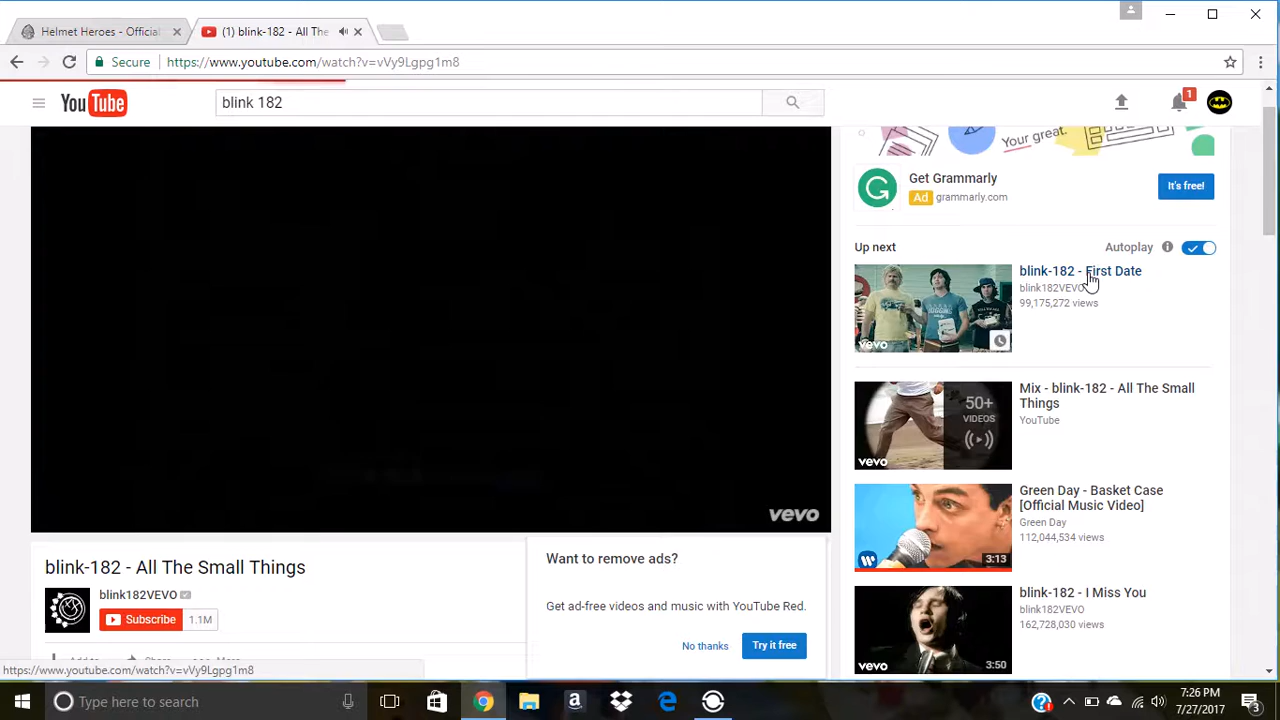 Helmet Heroes - Official
(1) blink-182 - All The
Secure
https://www.youtube.com/watch?v=vVy9Lgpg1m8
YouTube
blink 182
1
Your great.
Get Grammarly
Ad grammarly.com
It's free!
Up next
Autoplay
blink-182 - First Date
blink182VEVO
99,175,272 views
vevo
Mix - blink-182 - All The Small
Things
YouTube
50+
VIDEOS
vevo
Green Day - Basket Case
[Official Music Video]
Green Day
112,044,534 views
3:13
blink-182 - I Miss You
blink182VEVO
162,728,030 views
vevo
3:50
vevo
blink-182 - All The Small Things
blink182VEVO
Subscribe 1.1M
Want to remove ads?
Get ad-free videos and music with YouTube Red.
No thanks
Try it free
https://www.youtube.com/watch?v=vVy9Lgpg1m8
Type here to search
7:26 PM
7/27/2017
3